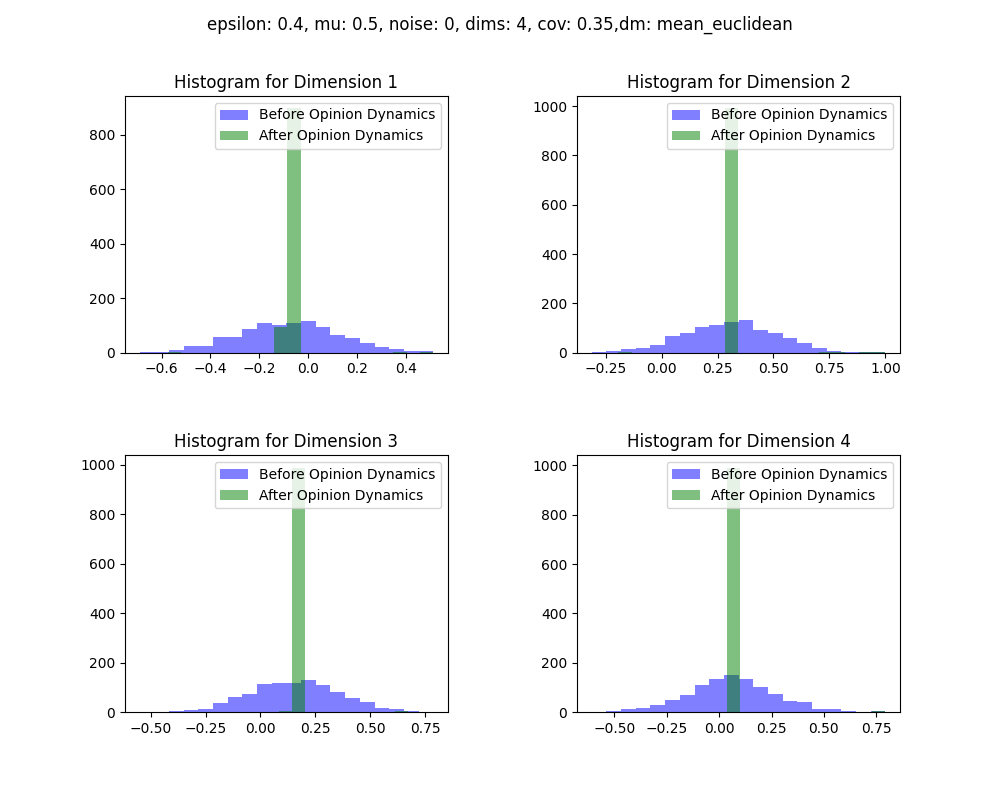 epsilon: 0.4, mu: 0.5, noise: 0, dims: 4, cov: 0.35,dm: mean_euclidean
Histogram for Dimension 1
Before Opinion Dynamics
After Opinion Dynamics
800
600
400
200
0
−0.6 −0.4 −0.2 0.0 0.2 0.4
Histogram for Dimension 2
Before Opinion Dynamics
After Opinion Dynamics
1000
800
600
400
200
0
−0.25 0.00 0.25 0.50 0.75 1.00
Histogram for Dimension 3
Before Opinion Dynamics
After Opinion Dynamics
1000
800
600
400
200
0
−0.50 −0.25 0.00 0.25 0.50 0.75
Histogram for Dimension 4
Before Opinion Dynamics
After Opinion Dynamics
1000
800
600
400
200
0
−0.50 −0.25 0.00 0.25 0.50 0.75